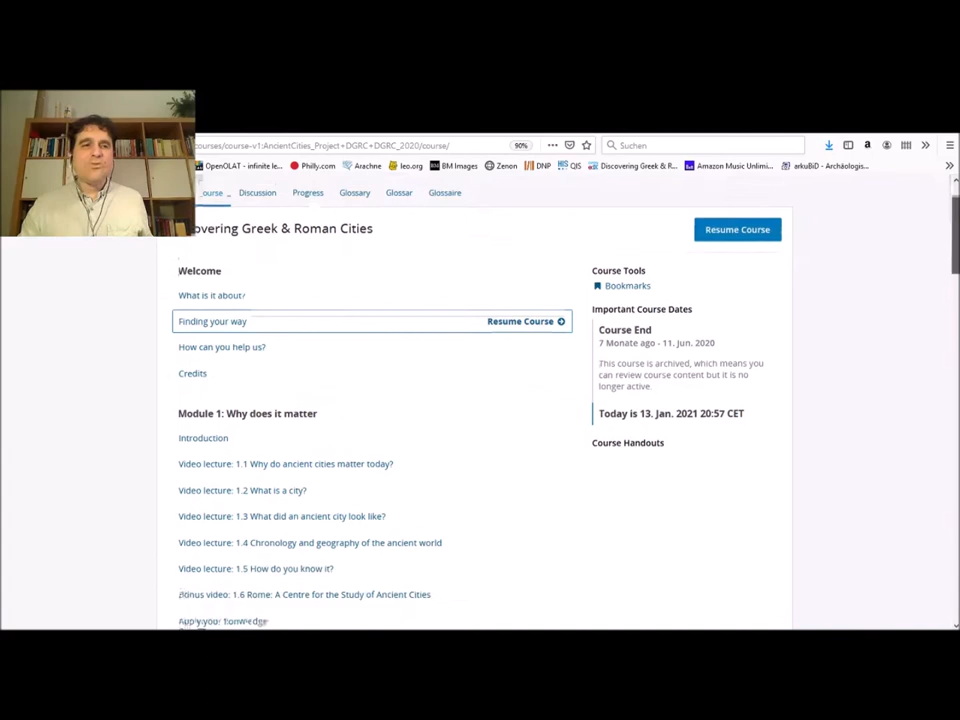 courses/course-v1:AncientCities_Project+DGRC+DGRC_2020/course/
90%
Suchen
OpenOLAT - infinite le...
Philly.com
Arachne
leo.org
BM Images
Zenon
DNP
QIS
Discovering Greek & R...
Amazon Music Unlimi...
arkuBiD - Archäologis...
Discussion
Progress
Glossary
Glossar
Glossaire
overing Greek & Roman Cities
Resume Course
Welcome
What is it about?
Finding your way
Resume Course
How can you help us?
Credits
Module 1: Why does it matter
Introduction
Video lecture: 1.1 Why do ancient cities matter today?
Video lecture: 1.2 What is a city?
Video lecture: 1.3 What did an ancient city look like?
Video lecture: 1.4 Chronology and geography of the ancient world
Video lecture: 1.5 How do you know it?
Bonus video: 1.6 Rome: A Centre for the Study of Ancient Cities
Course Tools
Bookmarks
Important Course Dates
Course End
7 Monate ago - 11. Jun. 2020
This course is archived, which means you
can review course content but it is no
longer active.
Today is 13. Jan. 2021 20:57 CET
Course Handouts